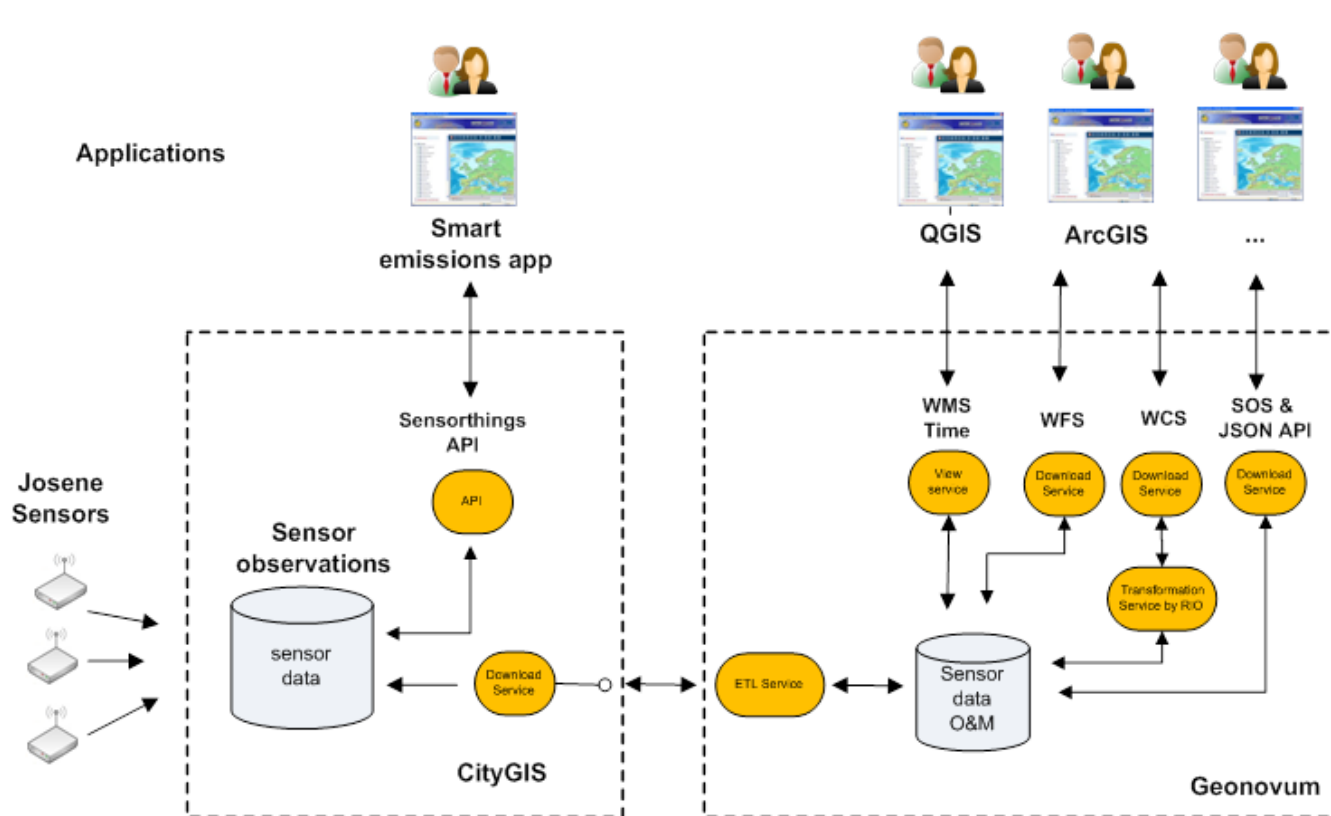 Applications
Smart
emissions app
QGIS
ArcGIS
...
Sensorthings
API
API
WMS
Time
WFS
WCS
SOS &
JSON API
View
service
Download
Service
Download
Service
Download
Service
Josene
Sensors
Sensor
observations
sensor
data
Download
Service
CityGIS
Transformation
Service by RIO
ETL Service
Sensor
data
O&M
Geonovum